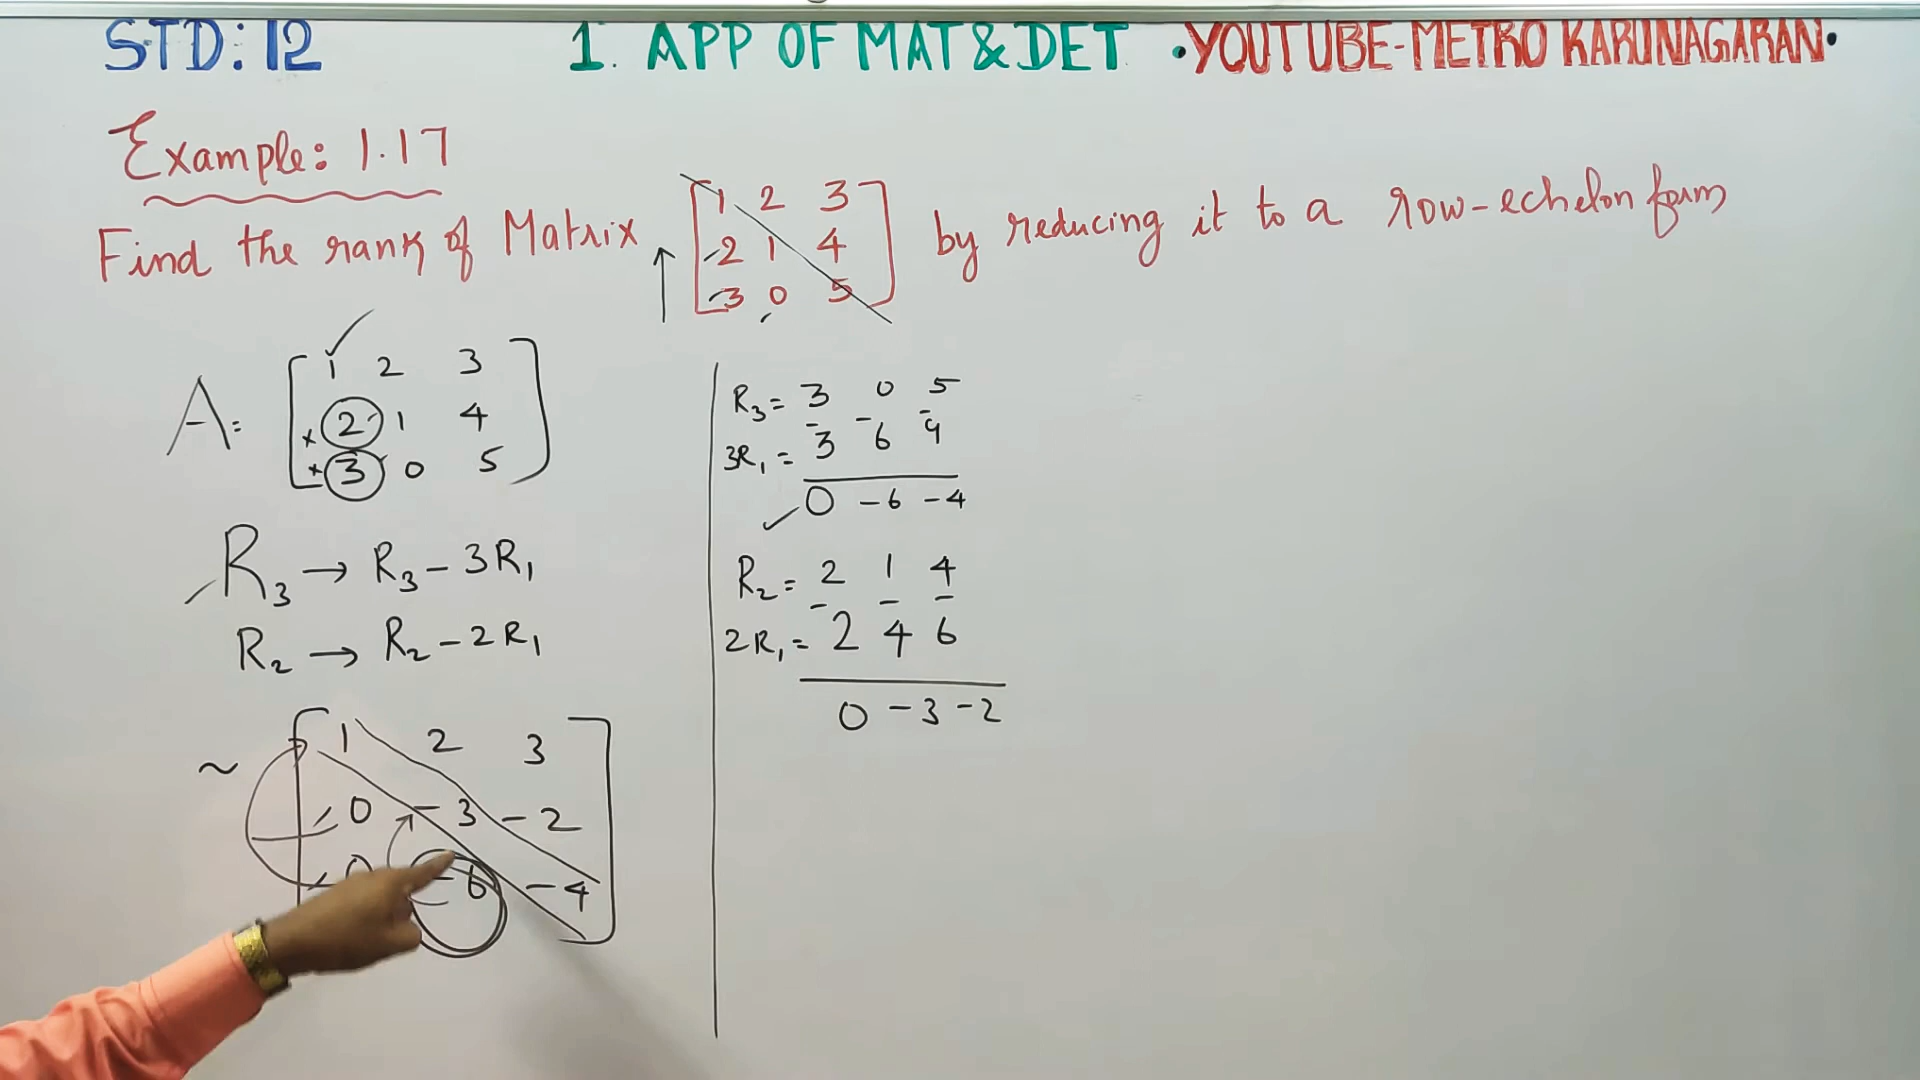 STD: 12 1. APP OF MAT & DET •YOUTUBE-METRO KARUNAGARAN•
Example: 1.17
Find the rank of Matrix [1 2 3
2 1 4
3 0 5] by reducing it to a row-echelon form
A= [1 2 3
2 1 4
3 0 5]
R₃ → R₃ - 3R₁
R₂ → R₂ - 2R₁
~ [1 2 3
0 -3 -2
0 -6 -4]
R₃ = 3 0 5
- - -
3R₁ = 3 6 9
0 -6 -4
R₂ = 2 1 4
- - -
2R₁ = 2 4 6
0 -3 -2